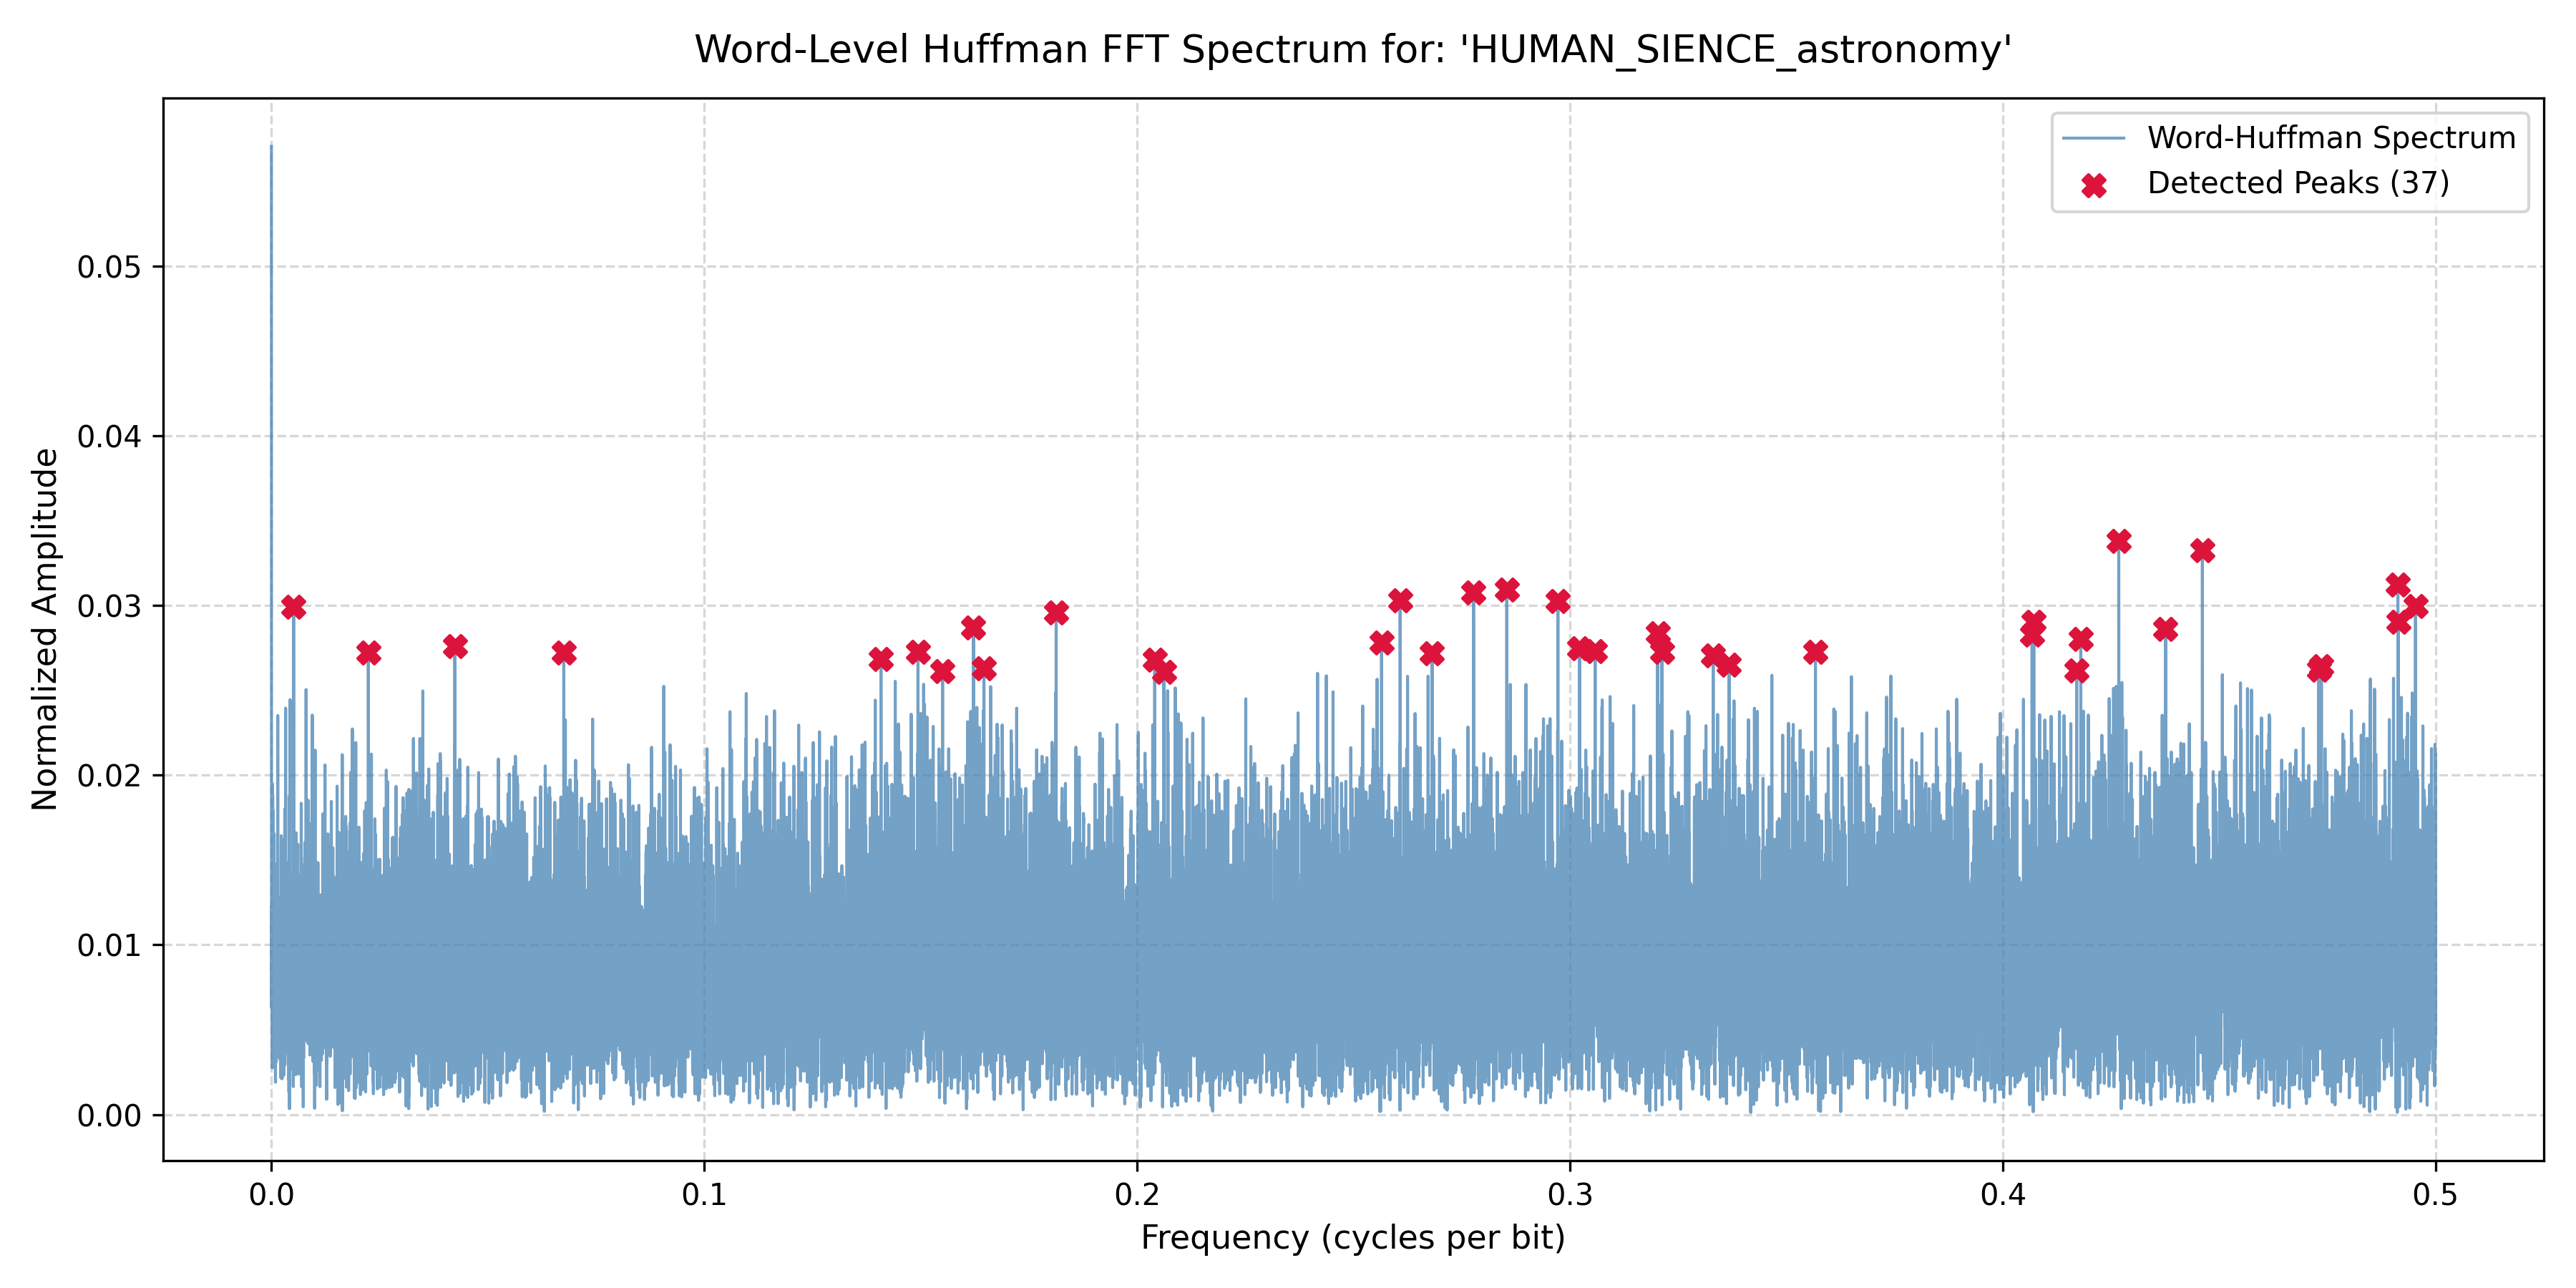 Word-Level Huffman FFT Spectrum for: 'HUMAN_SIENCE_astronomy'
Word-Huffman Spectrum
Detected Peaks (37)
Normalized Amplitude
0.05
0.04
0.03
0.02
0.01
0.00
0.0 0.1 0.2 0.3 0.4 0.5
Frequency (cycles per bit)